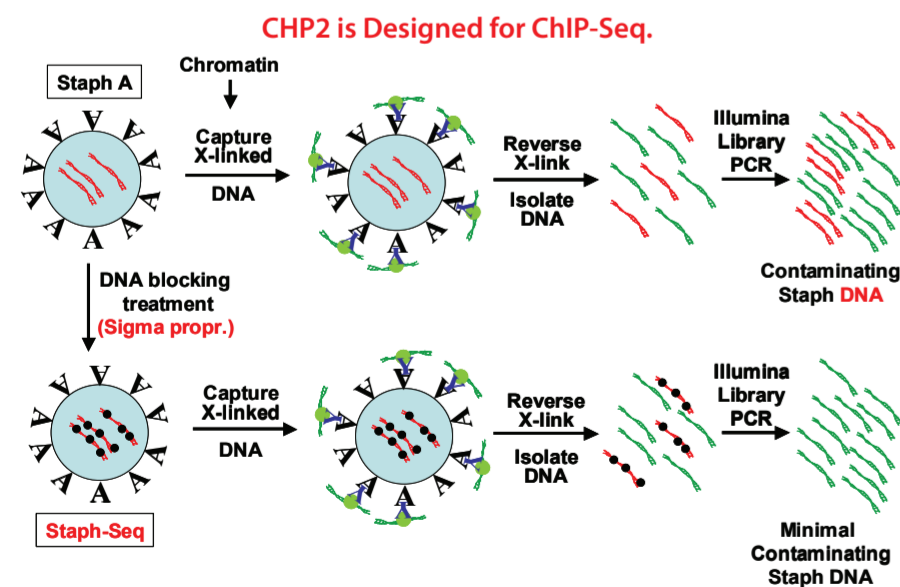 CHP2 is Designed for ChIP-Seq.
Staph A
Chromatin
Capture
X-linked
DNA
Reverse
X-link
Isolate
DNA
Illumina
Library
PCR
Contaminating
Staph DNA
A A A A A A A A A A
A A A A A A A A A A
DNA blocking
treatment
(Sigma propr.)
Capture
X-linked
DNA
Reverse
X-link
Isolate
DNA
Illumina
Library
PCR
A A A A A A A A A A
A A A A A A A A A A
Staph-Seq
Minimal
Contaminating
Staph DNA